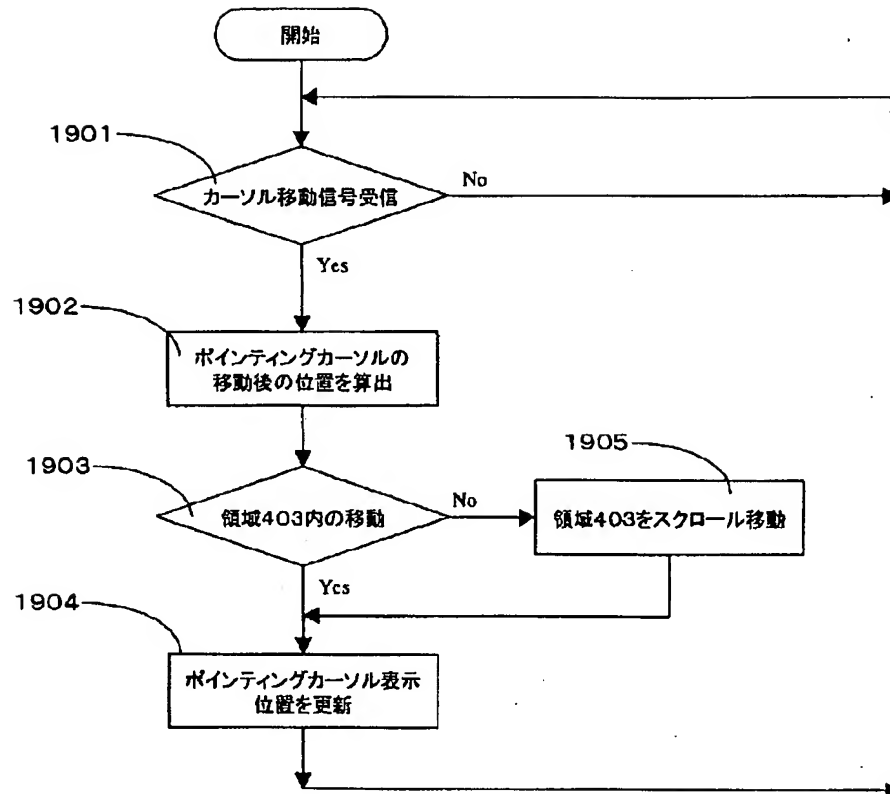 開始
1901
カーソル移動信号受信
No
Yes
1902
ポインティングカーソルの
移動後の位置を算出
1903
領域403内の移動
No
1905
領域403をスクロール移動
Yes
1904
ポインティングカーソル表示
位置を更新